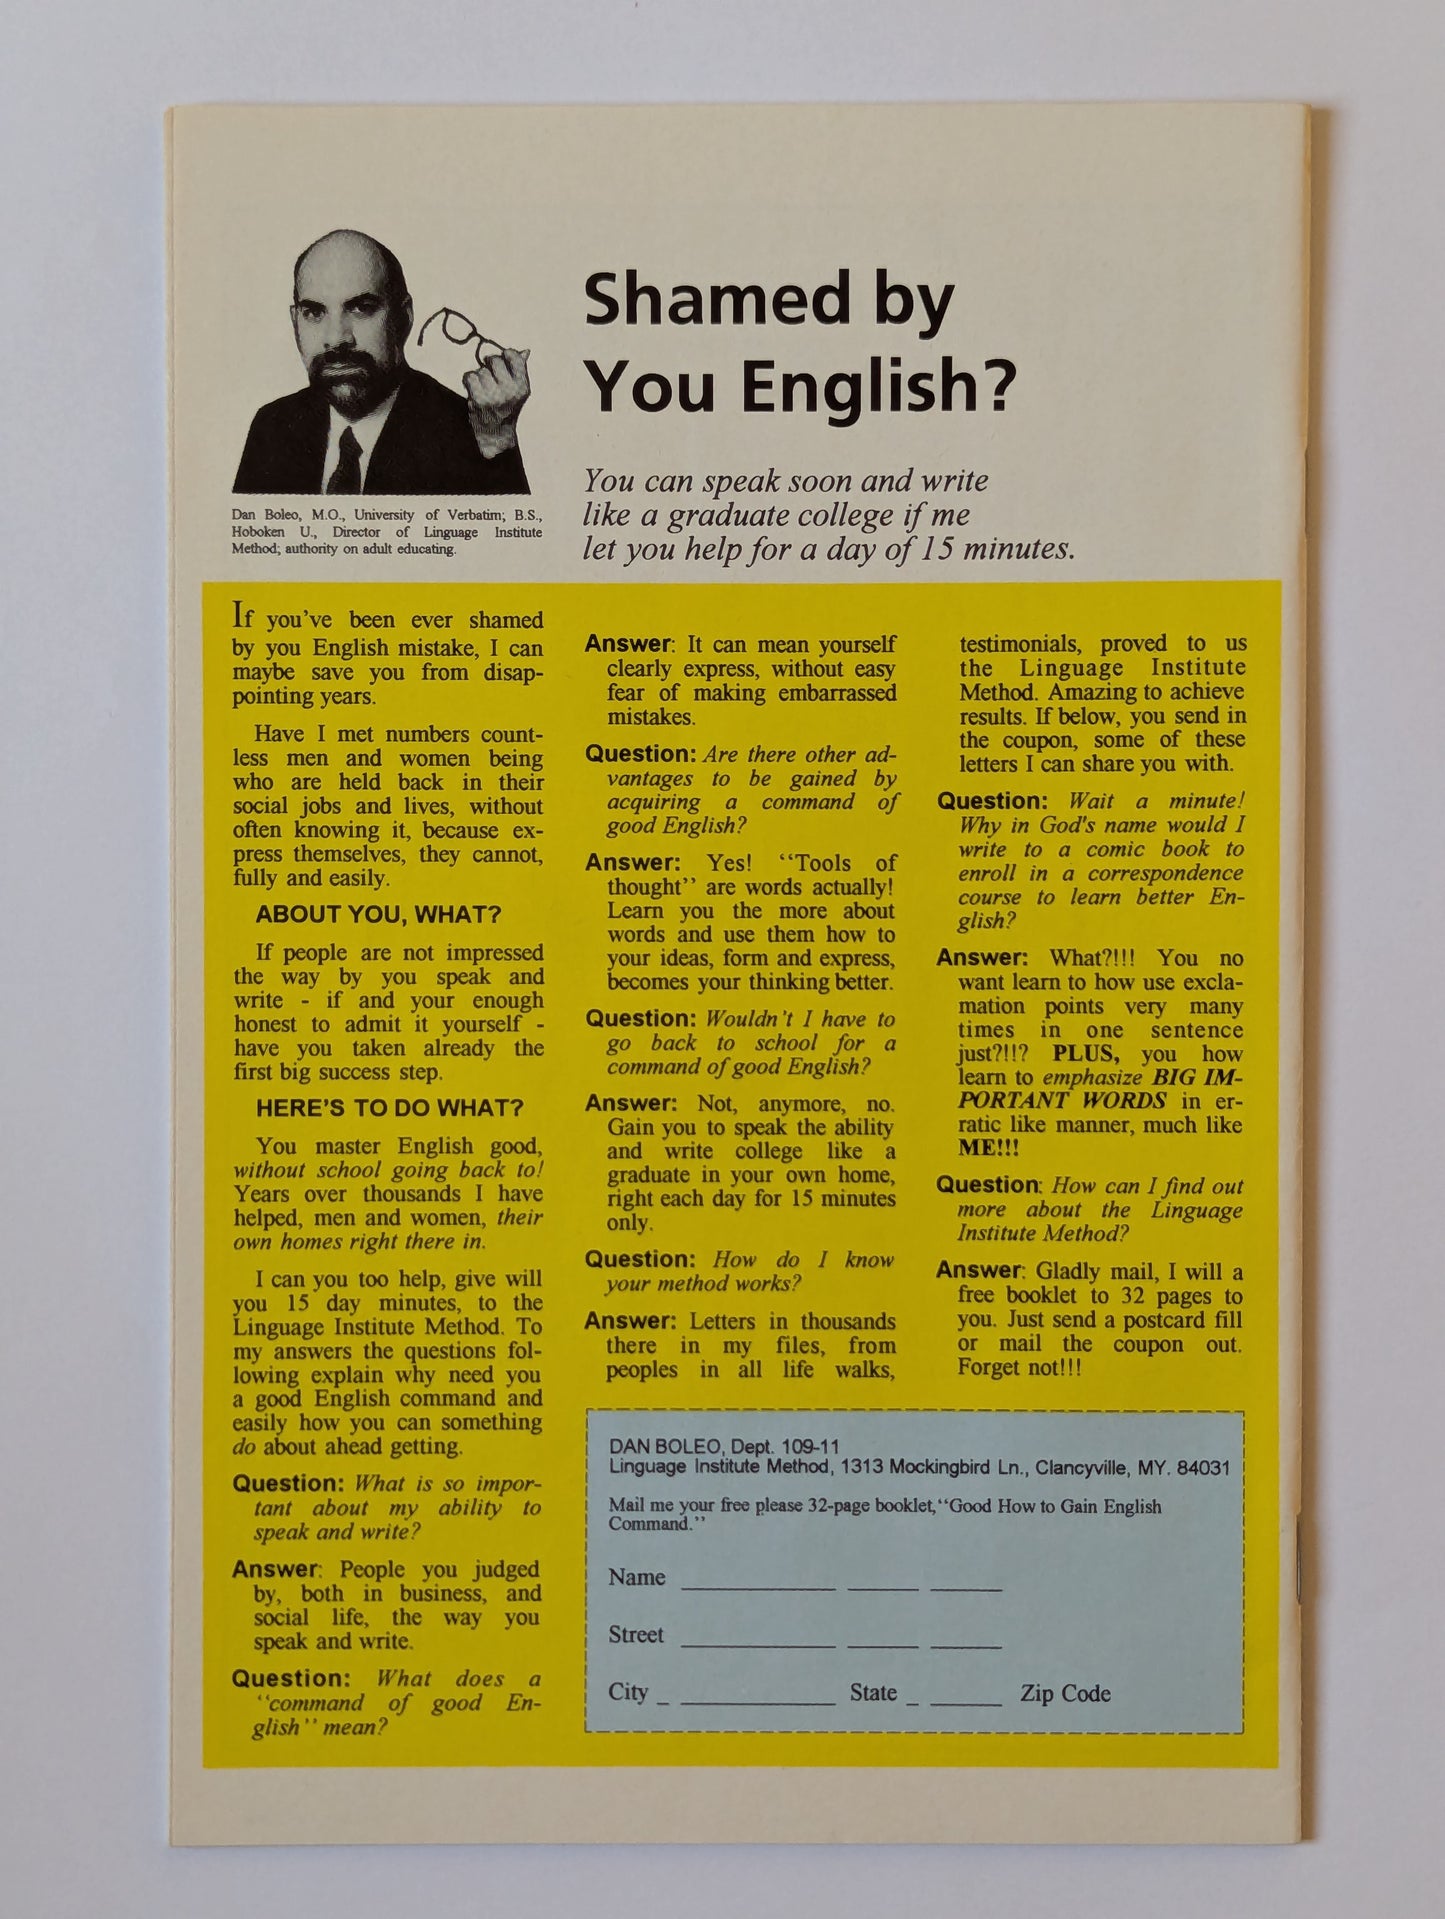 Shamed by
You English?
You can speak soon and write
like a graduate college if me
let you help for a day of 15 minutes.
Dan Boleo, M.O., University of Verbatim; B.S.,
Hoboken U., Director of Language Institute
Method; authority on adult educating.
If you've been ever shamed
by you English mistake, I can
maybe save you from disap-
pointing years.
Have I met numbers count-
less men and women being
who are held back in their
social jobs and lives, without
often knowing it, because ex-
press themselves, they cannot,
fully and easily.
ABOUT YOU, WHAT?
If people are not impressed
the way by you speak and
write - if and your enough
honest to admit it yourself -
have you taken already the
first big success step.
HERE'S TO DO WHAT?
You master English good,
without school going back to!
Years over thousands I have
helped, men and women, their
own homes right there in.
I can you too help, give will
you 15 day minutes, to the
Linguage Institute Method. To
my answers the questions fol-
lowing explain why need you
a good English command and
easily how you can something
do about ahead getting.
Question: What is so impor-
tant about my ability to
speak and write?
Answer: People you judged
by, both in business, and
social life, the way you
speak and write.
Question: What does a
"command of good En-
glish" mean?
Answer: It can mean yourself
clearly express, without easy
fear of making embarrassed
mistakes.
Question: Are there other ad-
vantages to be gained by
acquiring a command of
good English?
Answer: Yes! "Tools of
thought" are words actually!
Learn you the more about
words and use them how to
your ideas, form and express,
becomes your thinking better.
Question: Wouldn't I have to
go back to school for a
command of good English?
Answer: Not, anymore, no.
Gain you to speak the ability
and write college like a
graduate in your own home,
right each day for 15 minutes
only.
Question: How do I know
your method works?
Answer: Letters in thousands
there in my files, from
peoples in all life walks,
testimonials, proved to us
the Linguage Institute
Method. Amazing to achieve
results. If below, you send in
the coupon, some of these
letters I can share you with.
Question: Wait a minute!
Why in God's name would I
write to a comic book to
enroll in a correspondence
course to learn better En-
glish?
Answer: What?!!! You no
want learn to how use excla-
mation points very many
times in one sentence
just?!!? PLUS, you how
learn to emphasize BIG IM-
PORTANT WORDS in er-
ratic like manner, much like
ME!!!
Question: How can I find out
more about the Linguage
Institute Method?
Answer: Gladly mail, I will a
free booklet to 32 pages to
you. Just send a postcard fill
or mail the coupon out.
Forget not!!!
DAN BOLEO, Dept. 109-11
Linguage Institute Method, 1313 Mockingbird Ln., Clancyville, MY. 84031
Mail me your free please 32-page booklet,"Good How to Gain English
Command."
Name
Street
City State Zip Code